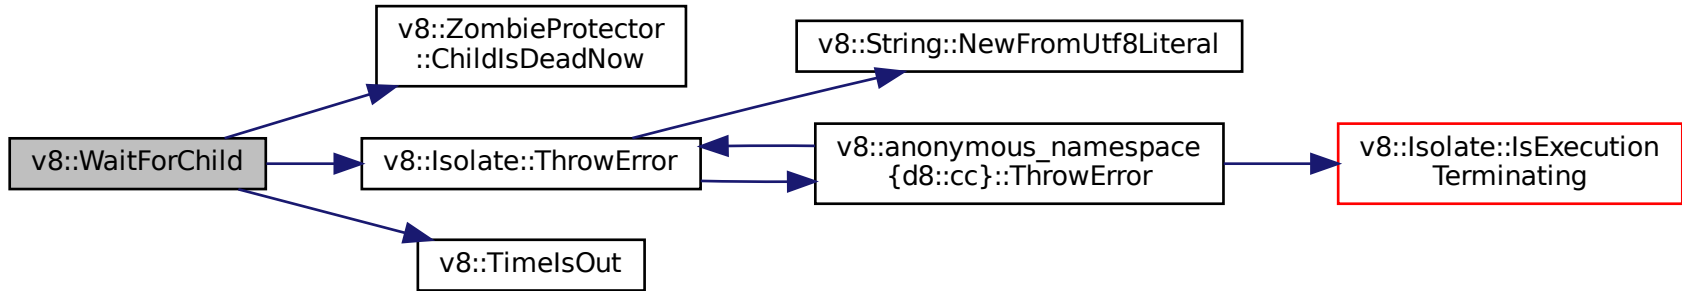 v8::ZombieProtector
::ChildIsDeadNow
v8::String::NewFromUtf8Literal
v8::WaitForChild
v8::Isolate::ThrowError
v8::anonymous_namespace
{d8::cc}::ThrowError
v8::Isolate::IsExecution
Terminating
v8::TimeIsOut